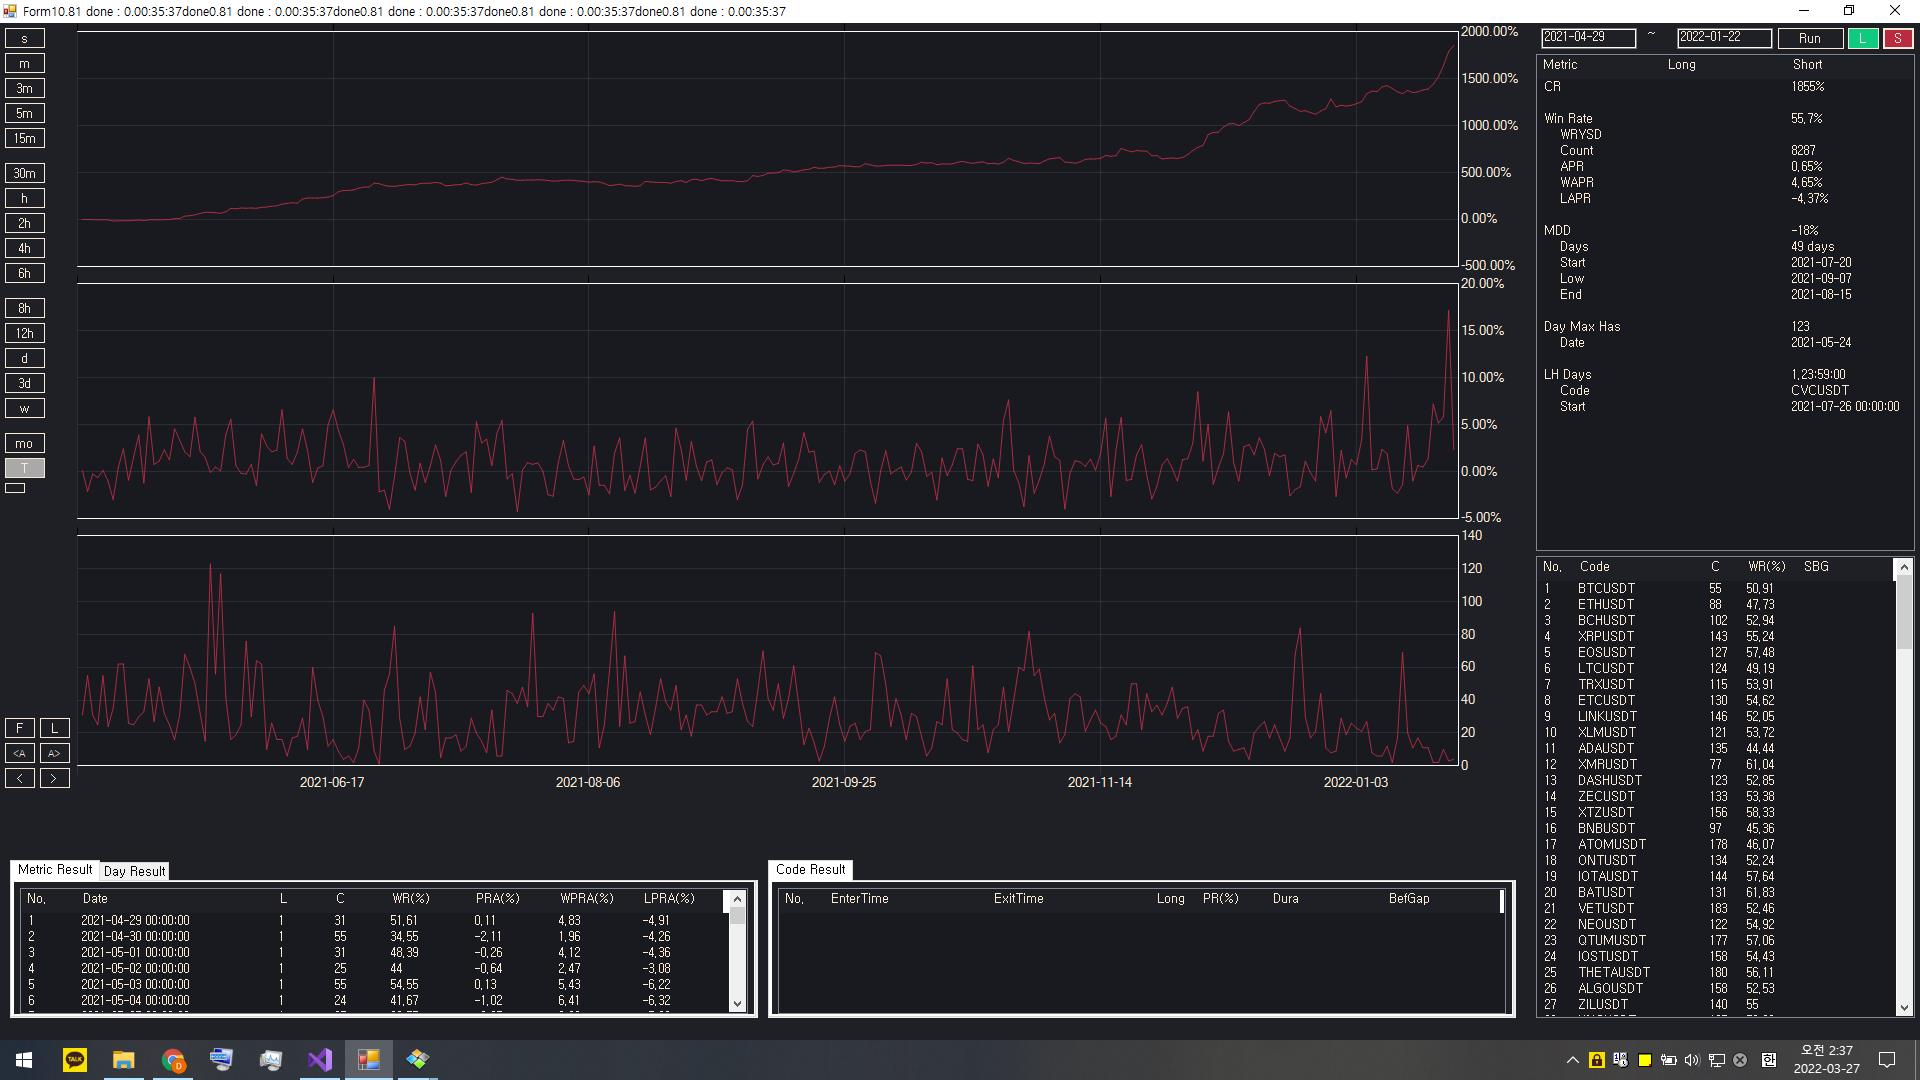 Form10.81 done : 0.00:35:37done0.81 done : 0.00:35:37done0.81 done : 0.00:35:37done0.81 done : 0.00:35:37done0.81 done : 0.00:35:37
s
m
3m
5m
15m
30m
h
2h
4h
6h
8h
12h
d
3d
w
mo
T
F L
<A A>
< >
2000.00%
1500.00%
1000.00%
500.00%
0.00%
-500.00%
20.00%
15.00%
10.00%
5.00%
0.00%
-5.00%
140
120
100
80
60
40
20
0
2021-06-17 2021-08-06 2021-09-25 2021-11-14 2022-01-03
2021-04-29 ~ 2022-01-22 Run L S
Metric Long Short
CR 1855%
Win Rate 55,7%
WRYSD
Count 8287
APR 0,65%
WAPR 4,65%
LAPR -4,37%
MDD -18%
Days 49 days
Start 2021-07-20
Low 2021-09-07
End 2021-08-15
Day Max Has 123
Date 2021-05-24
LH Days 1,23:59:00
Code CVCUSDT
Start 2021-07-26 00:00:00
No, Code C WR(%) SBG
1 BTCUSDT 55 50,91
2 ETHUSDT 88 47,73
3 BCHUSDT 102 52,94
4 XRPUSDT 143 55,24
5 EOSUSDT 127 57,48
6 LTCUSDT 124 49,19
7 TRXUSDT 115 53,91
8 ETCUSDT 130 54,62
9 LINKUSDT 146 52,05
10 XLMUSDT 121 53,72
11 ADAUSDT 135 44,44
12 XMRUSDT 77 61,04
13 DASHUSDT 123 52,85
14 ZECUSDT 133 53,38
15 XTZUSDT 156 58,33
16 BNBUSDT 97 45,36
17 ATOMUSDT 178 46,07
18 ONTUSDT 134 52,24
19 IOTAUSDT 144 57,64
20 BATUSDT 131 61,83
21 VETUSDT 183 52,46
22 NEOUSDT 122 54,92
23 QTUMUSDT 177 57,06
24 IOSTUSDT 158 54,43
25 THETAUSDT 180 56,11
26 ALGOUSDT 158 52,53
27 ZILUSDT 140 55
Metric Result Day Result
No, Date L C WR(%) PRA(%) WPRA(%) LPRA(%)
1 2021-04-29 00:00:00 1 31 51,61 0,11 4,83 -4,91
2 2021-04-30 00:00:00 1 55 34,55 -2,11 1,96 -4,26
3 2021-05-01 00:00:00 1 31 48,39 -0,26 4,12 -4,36
4 2021-05-02 00:00:00 1 25 44 -0,64 2,47 -3,08
5 2021-05-03 00:00:00 1 55 54,55 0,13 5,43 -6,22
6 2021-05-04 00:00:00 1 24 41,67 -1,02 6,41 -6,32
Code Result
No, EnterTime ExitTime Long PR(%) Dura BefGap
TALK
오전 2:37
2022-03-27